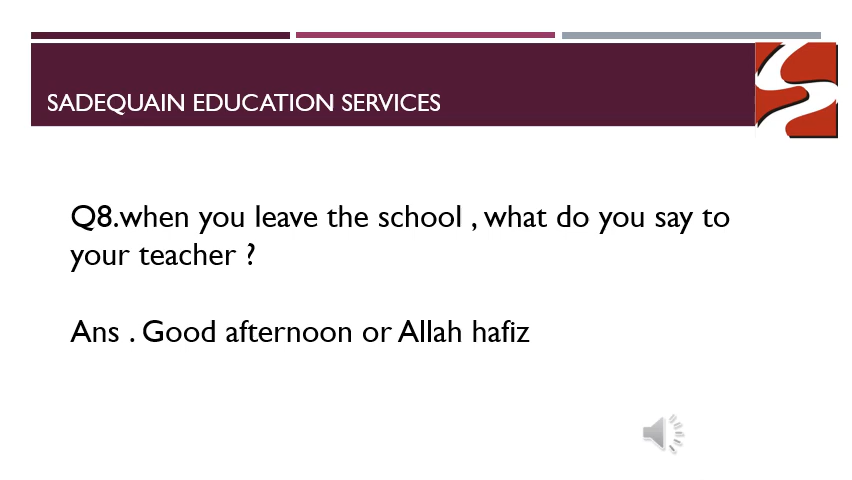 SADEQUAIN EDUCATION SERVICES
Q8.when you leave the school , what do you say to
your teacher ?
Ans . Good afternoon or Allah hafiz